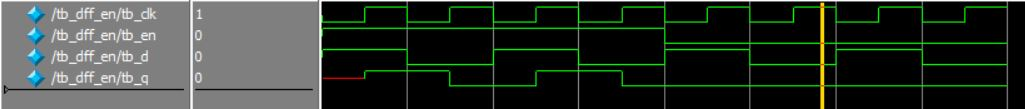 /tb_dff_en/tb_clk 1
/tb_dff_en/tb_en 0
/tb_dff_en/tb_d 0
/tb_dff_en/tb_q 0